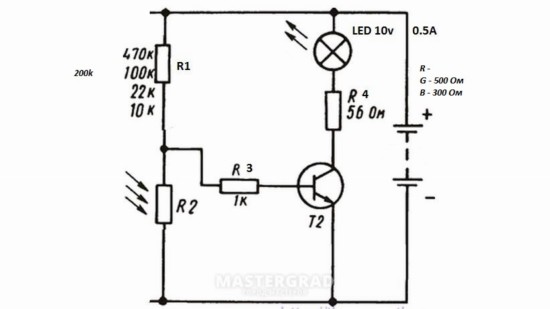 LED 10v
0.5A
470к
R1
100к
200k
22к
10к
R -
G - 500 Ом
B - 300 Ом
R 4
56 Ом
+
R 3
1к
R2
T2
-
MASTERGRAD